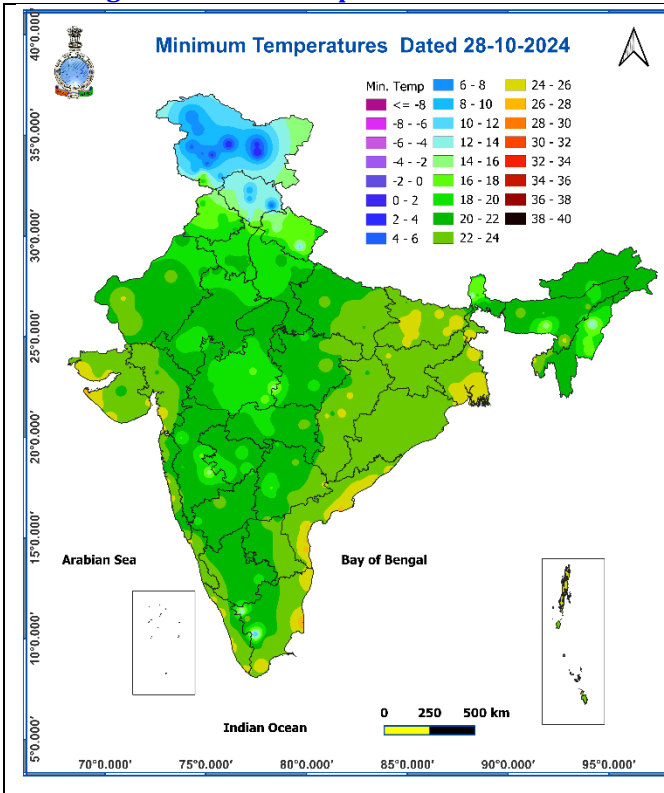 Minimum Temperatures Dated 28-10-2024
Min. Temp
<= -8
-8 - -6
-6 - -4
-4 - -2
-2 - 0
0 - 2
2 - 4
4 - 6
6 - 8
8 - 10
10 - 12
12 - 14
14 - 16
16 - 18
18 - 20
20 - 22
22 - 24
24 - 26
26 - 28
28 - 30
30 - 32
32 - 34
34 - 36
36 - 38
38 - 40
40°0.000'
35°0.000'
30°0.000'
25°0.000'
20°0.000'
15°0.000'
10°0.000'
5°0.000'
Arabian Sea
Bay of Bengal
Indian Ocean
0 250 500 km
70°0.000' 75°0.000' 80°0.000' 85°0.000' 90°0.000' 95°0.000'